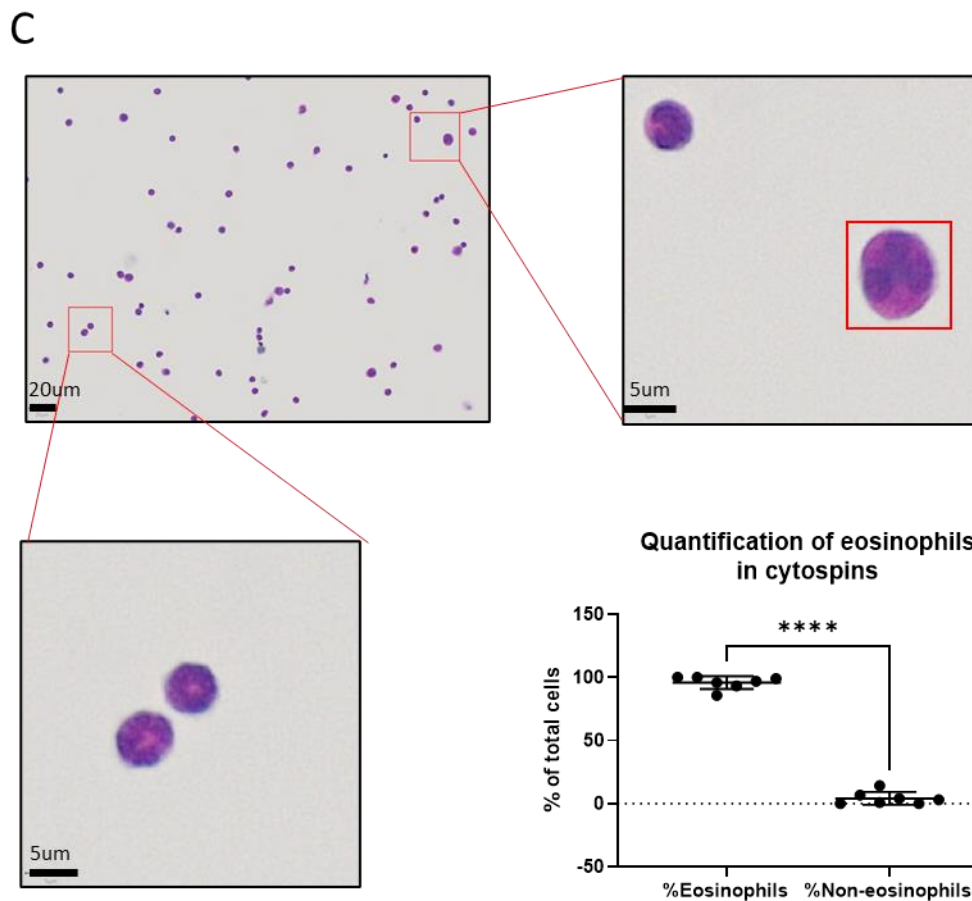 C
20um
5um
5um
Quantification of eosinophils
in cytospins
****
150
100
50
0
-50
% of total cells
%Eosinophils
%Non-eosinophils